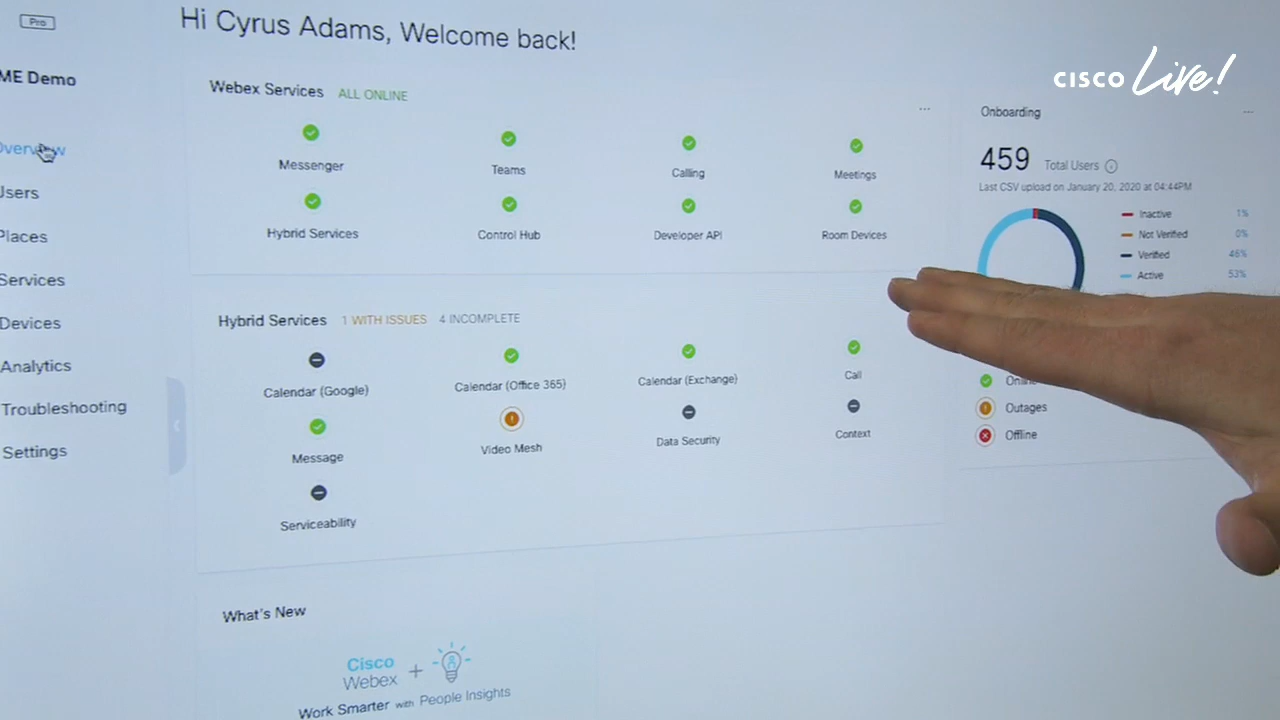 Pro
Hi Cyrus Adams, Welcome back!
CISCO Live!
ME Demo
Overview
Users
Places
Services
Devices
Analytics
Troubleshooting
Settings
Webex Services ALL ONLINE
...
Messenger
Teams
Calling
Meetings
Hybrid Services
Control Hub
Developer API
Room Devices
Onboarding
...
459 Total Users
Last CSV upload on January 20, 2020 at 04:44PM
Inactive 1%
Not Verified 0%
Verified 46%
Active 53%
Hybrid Services 1 WITH ISSUES 4 INCOMPLETE
Calendar (Google)
Calendar (Office 365)
Calendar (Exchange)
Call
Message
Video Mesh
Data Security
Context
Serviceability
Outages
Offline
What's New
Cisco
Webex +
Work Smarter with People Insights